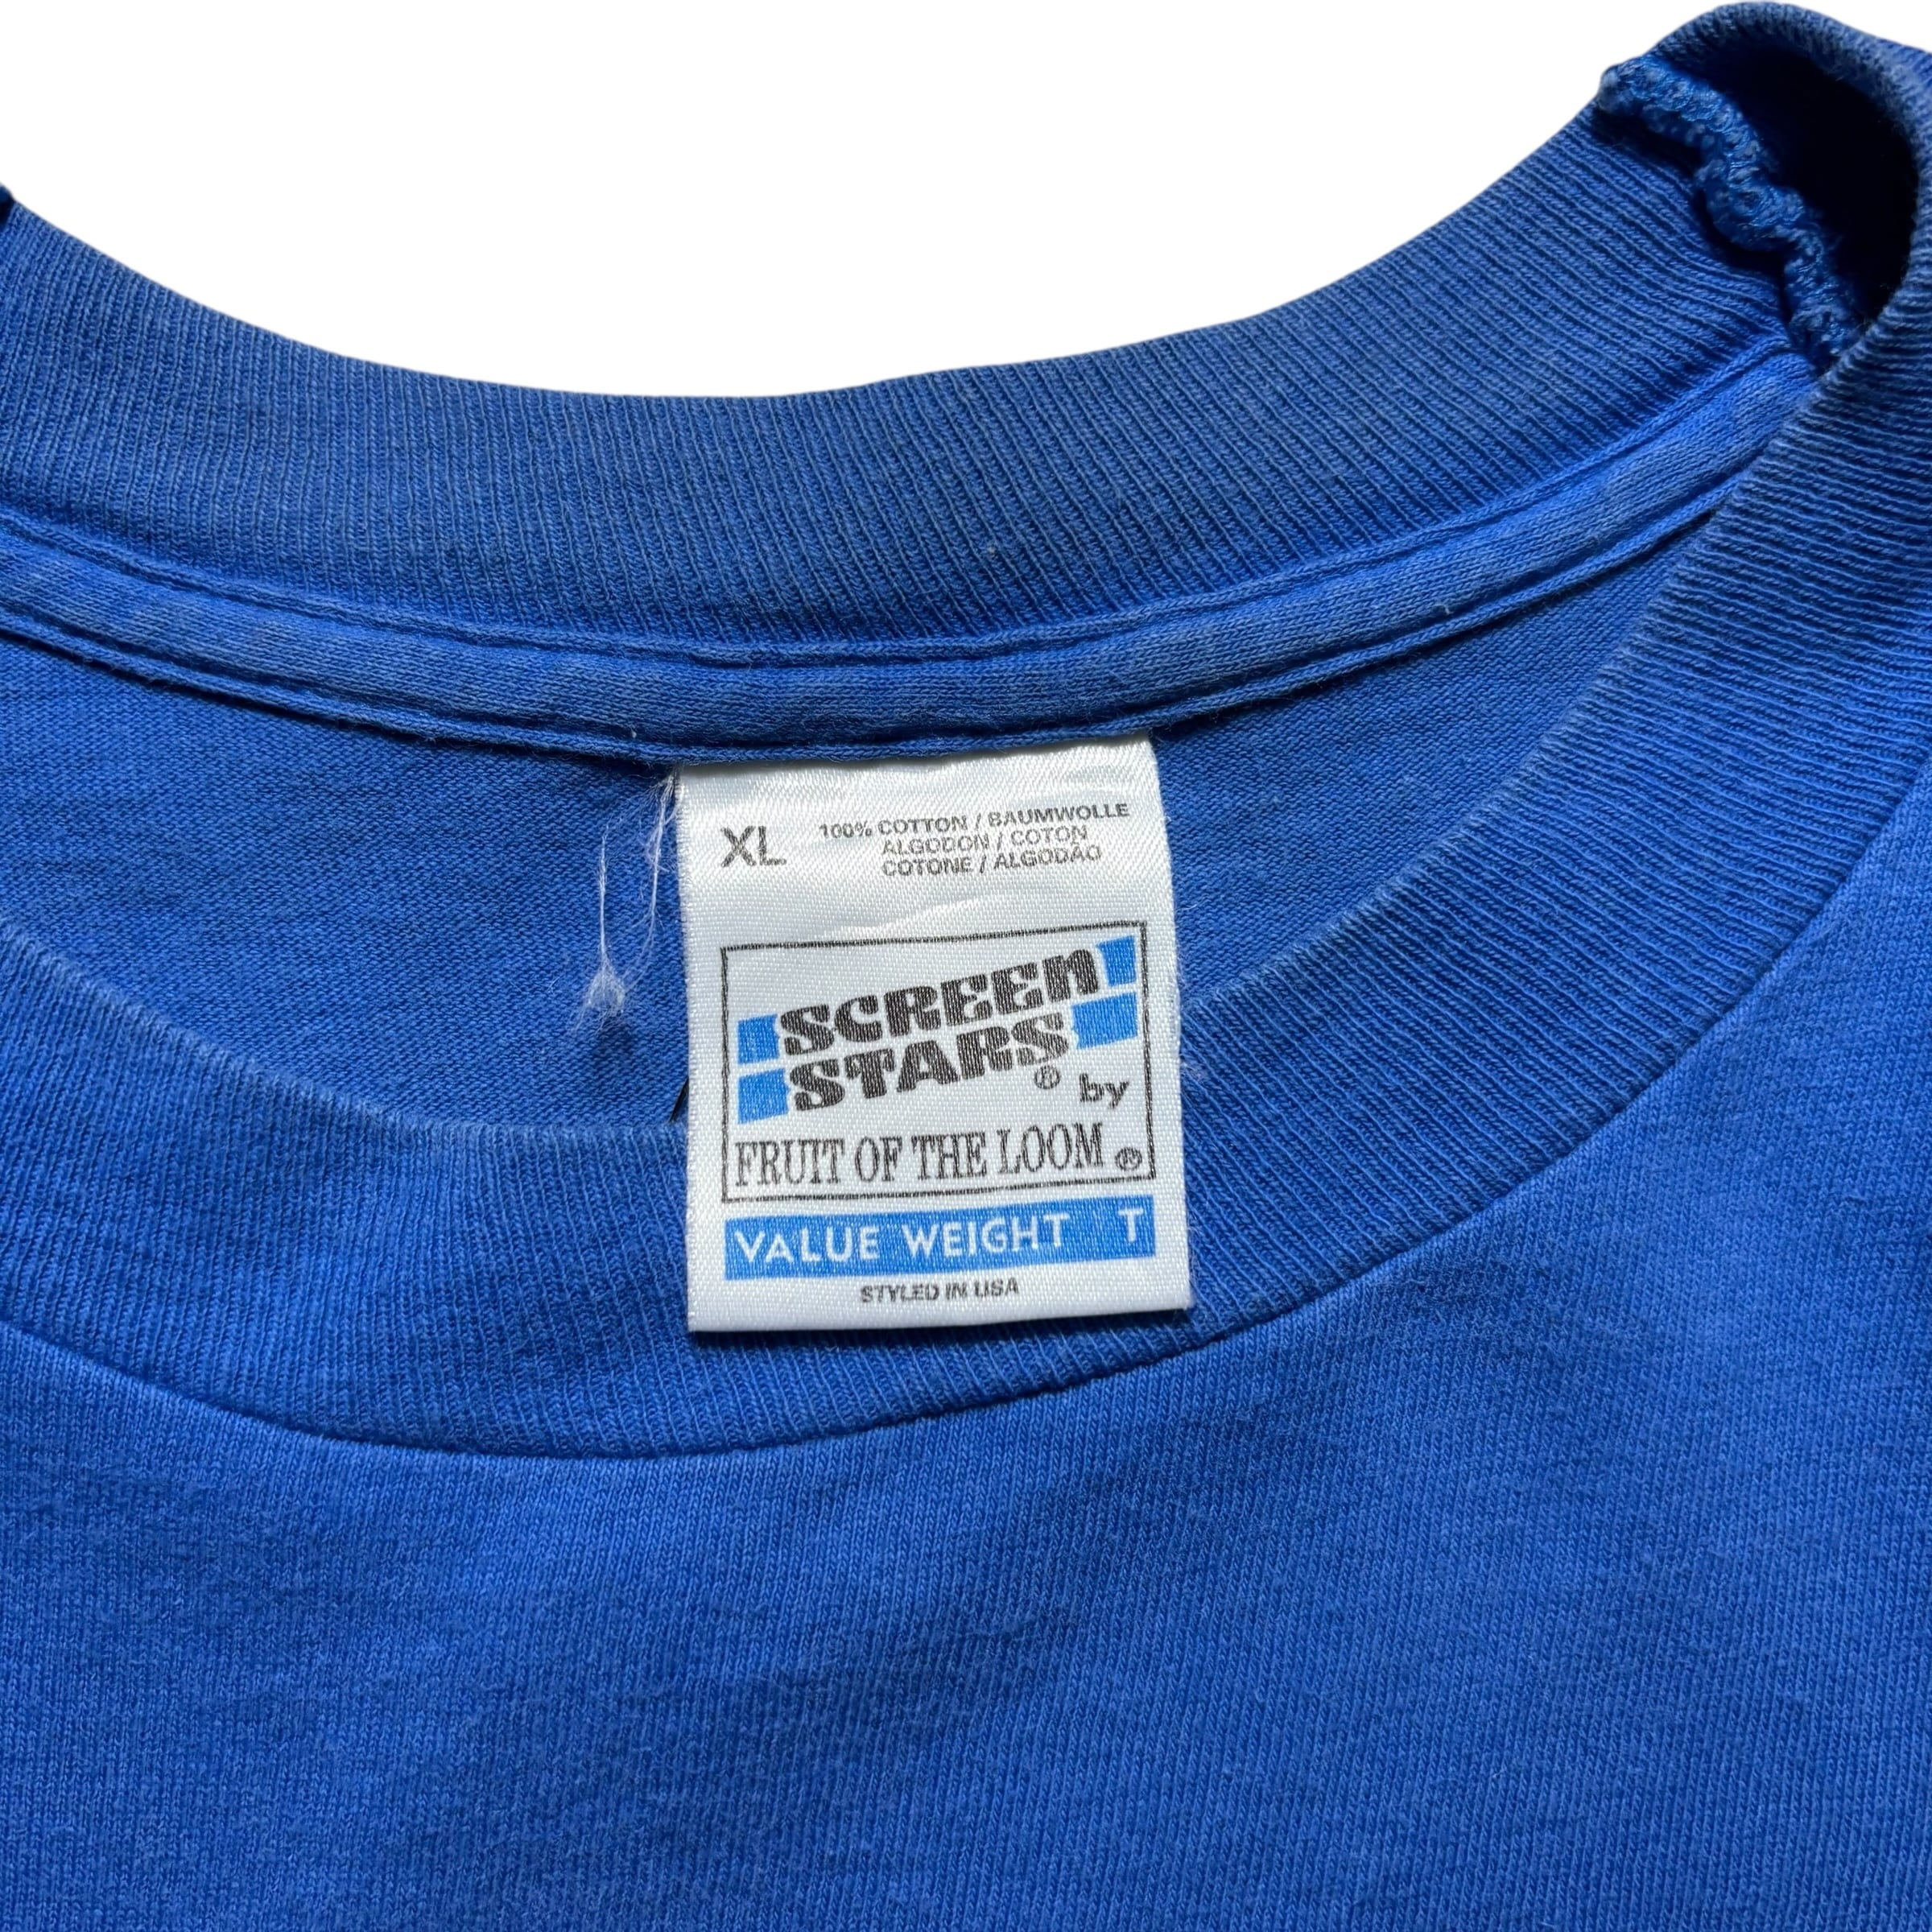 XL
100% COTTON / BAUMWOLLE
ALGODON / COTON
COTONE / ALGODÃO
SCREEN
STARS® by
FRUIT OF THE LOOM®
VALUE WEIGHT T
STYLED IN USA